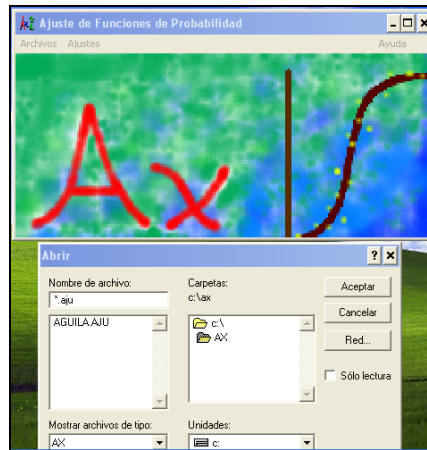 Ajuste de Funciones de Probabilidad
Archivos Ajustes Ayuda
Ax
Abrir
Nombre de archivo: Carpetas:
*.aju c:\ax
Aceptar
Cancelar
Red...
AGUILA.AJU c:\
AX
Sólo lectura
Mostrar archivos de tipo: Unidades:
AX c: